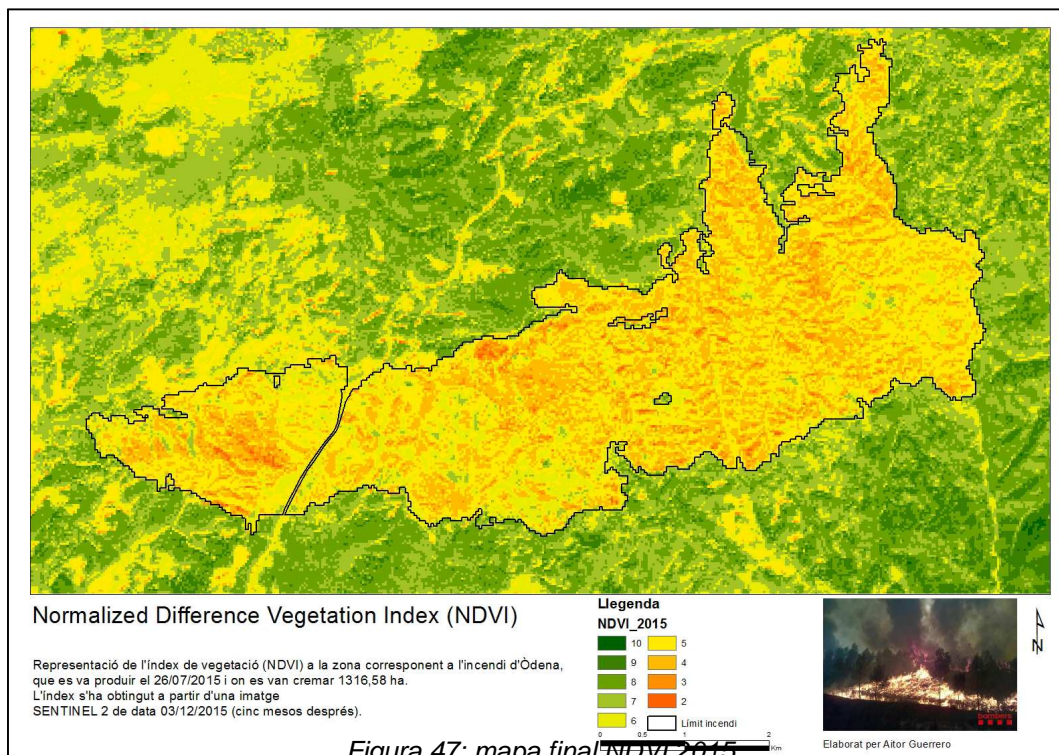 Normalized Difference Vegetation Index (NDVI)
Representació de l'índex de vegetació (NDVI) a la zona corresponent a l'incendi d'Òdena,
que es va produir el 26/07/2015 i on es van cremar 1316,58 ha.
L'índex s'ha obtingut a partir d'una imatge
SENTINEL 2 de data 03/12/2015 (cinc mesos després).
Llegenda
NDVI_2015
10 5
9 4
8 3
7 2
6 Límit incendi
0 0.5 1 2
Km
bombers
N
Elaborat per Aitor Guerrero
Figura 47: mapa final NDVI 2015